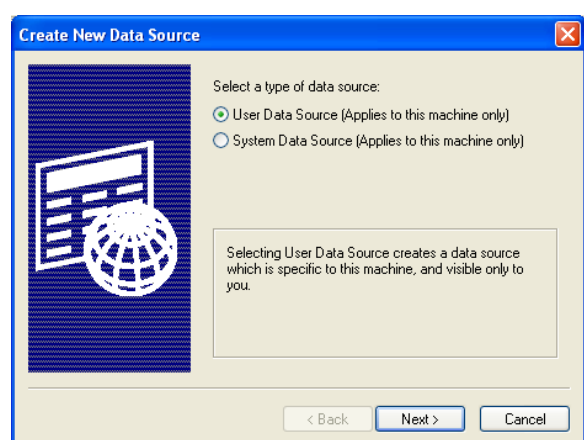 Create New Data Source
Select a type of data source:
User Data Source (Applies to this machine only)
System Data Source (Applies to this machine only)
Selecting User Data Source creates a data source
which is specific to this machine, and visible only to
you.
< Back
Next >
Cancel